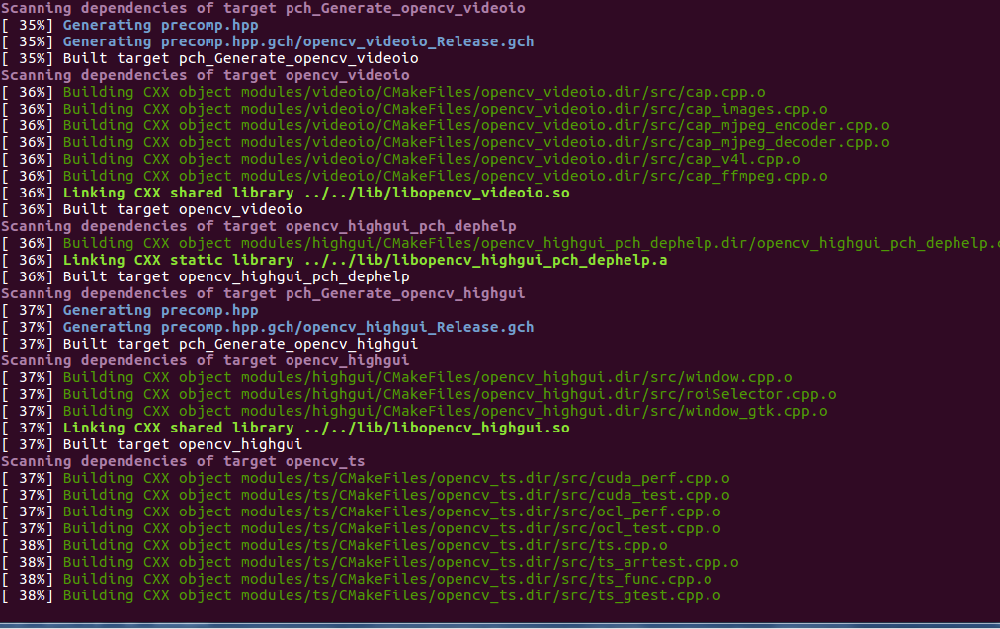 Scanning dependencies of target pch_Generate_opencv_videoio
[ 35%] Generating precomp.hpp
[ 35%] Generating precomp.hpp.gch/opencv_videoio_Release.gch
[ 35%] Built target pch_Generate_opencv_videoio
Scanning dependencies of target opencv_videoio
[ 36%] Building CXX object modules/videoio/CMakeFiles/opencv_videoio.dir/src/cap.cpp.o
[ 36%] Building CXX object modules/videoio/CMakeFiles/opencv_videoio.dir/src/cap_images.cpp.o
[ 36%] Building CXX object modules/videoio/CMakeFiles/opencv_videoio.dir/src/cap_mjpeg_encoder.cpp.o
[ 36%] Building CXX object modules/videoio/CMakeFiles/opencv_videoio.dir/src/cap_mjpeg_decoder.cpp.o
[ 36%] Building CXX object modules/videoio/CMakeFiles/opencv_videoio.dir/src/cap_v4l.cpp.o
[ 36%] Building CXX object modules/videoio/CMakeFiles/opencv_videoio.dir/src/cap_ffmpeg.cpp.o
[ 36%] Linking CXX shared library ../../lib/libopencv_videoio.so
[ 36%] Built target opencv_videoio
Scanning dependencies of target opencv_highgui_pch_dephelp
[ 36%] Building CXX object modules/highgui/CMakeFiles/opencv_highgui_pch_dephelp.dir/opencv_highgui_pch_dephelp.c
[ 36%] Linking CXX static library ../../lib/libopencv_highgui_pch_dephelp.a
[ 36%] Built target opencv_highgui_pch_dephelp
Scanning dependencies of target pch_Generate_opencv_highgui
[ 37%] Generating precomp.hpp
[ 37%] Generating precomp.hpp.gch/opencv_highgui_Release.gch
[ 37%] Built target pch_Generate_opencv_highgui
Scanning dependencies of target opencv_highgui
[ 37%] Building CXX object modules/highgui/CMakeFiles/opencv_highgui.dir/src/window.cpp.o
[ 37%] Building CXX object modules/highgui/CMakeFiles/opencv_highgui.dir/src/roiSelector.cpp.o
[ 37%] Building CXX object modules/highgui/CMakeFiles/opencv_highgui.dir/src/window_gtk.cpp.o
[ 37%] Linking CXX shared library ../../lib/libopencv_highgui.so
[ 37%] Built target opencv_highgui
Scanning dependencies of target opencv_ts
[ 37%] Building CXX object modules/ts/CMakeFiles/opencv_ts.dir/src/cuda_perf.cpp.o
[ 37%] Building CXX object modules/ts/CMakeFiles/opencv_ts.dir/src/cuda_test.cpp.o
[ 37%] Building CXX object modules/ts/CMakeFiles/opencv_ts.dir/src/ocl_perf.cpp.o
[ 37%] Building CXX object modules/ts/CMakeFiles/opencv_ts.dir/src/ocl_test.cpp.o
[ 38%] Building CXX object modules/ts/CMakeFiles/opencv_ts.dir/src/ts.cpp.o
[ 38%] Building CXX object modules/ts/CMakeFiles/opencv_ts.dir/src/ts_arrtest.cpp.o
[ 38%] Building CXX object modules/ts/CMakeFiles/opencv_ts.dir/src/ts_func.cpp.o
[ 38%] Building CXX object modules/ts/CMakeFiles/opencv_ts.dir/src/ts_gtest.cpp.o